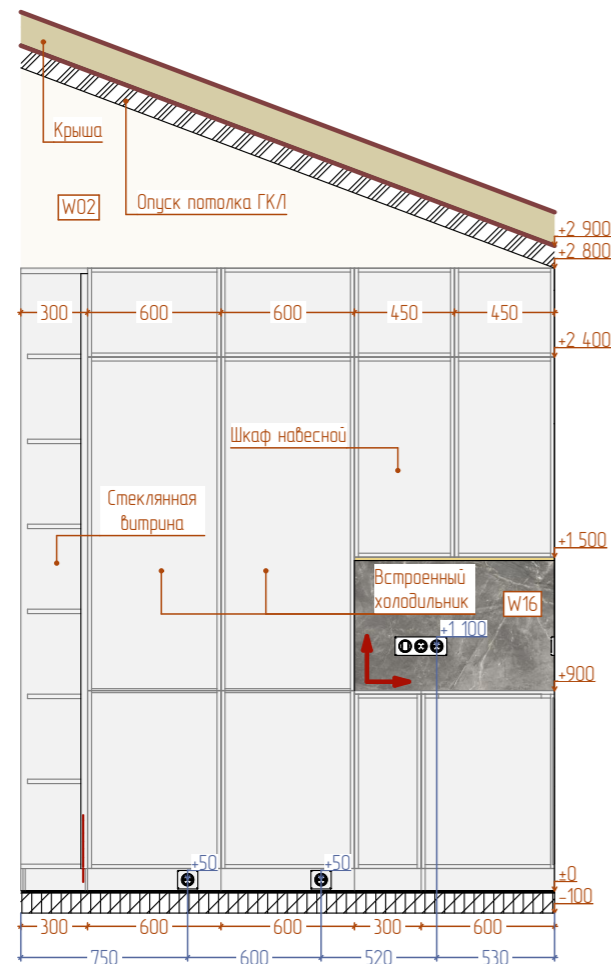 Крыша
W02
Опуск потолка ГКЛ
+2 900
+2 800
300
600
600
450
450
+2 400
Шкаф навесной
Стеклянная
витрина
+1 500
Встроенный
холодильник
W16
+1 100
+900
+50
+50
±0
-100
300
600
600
300
600
750
600
520
530